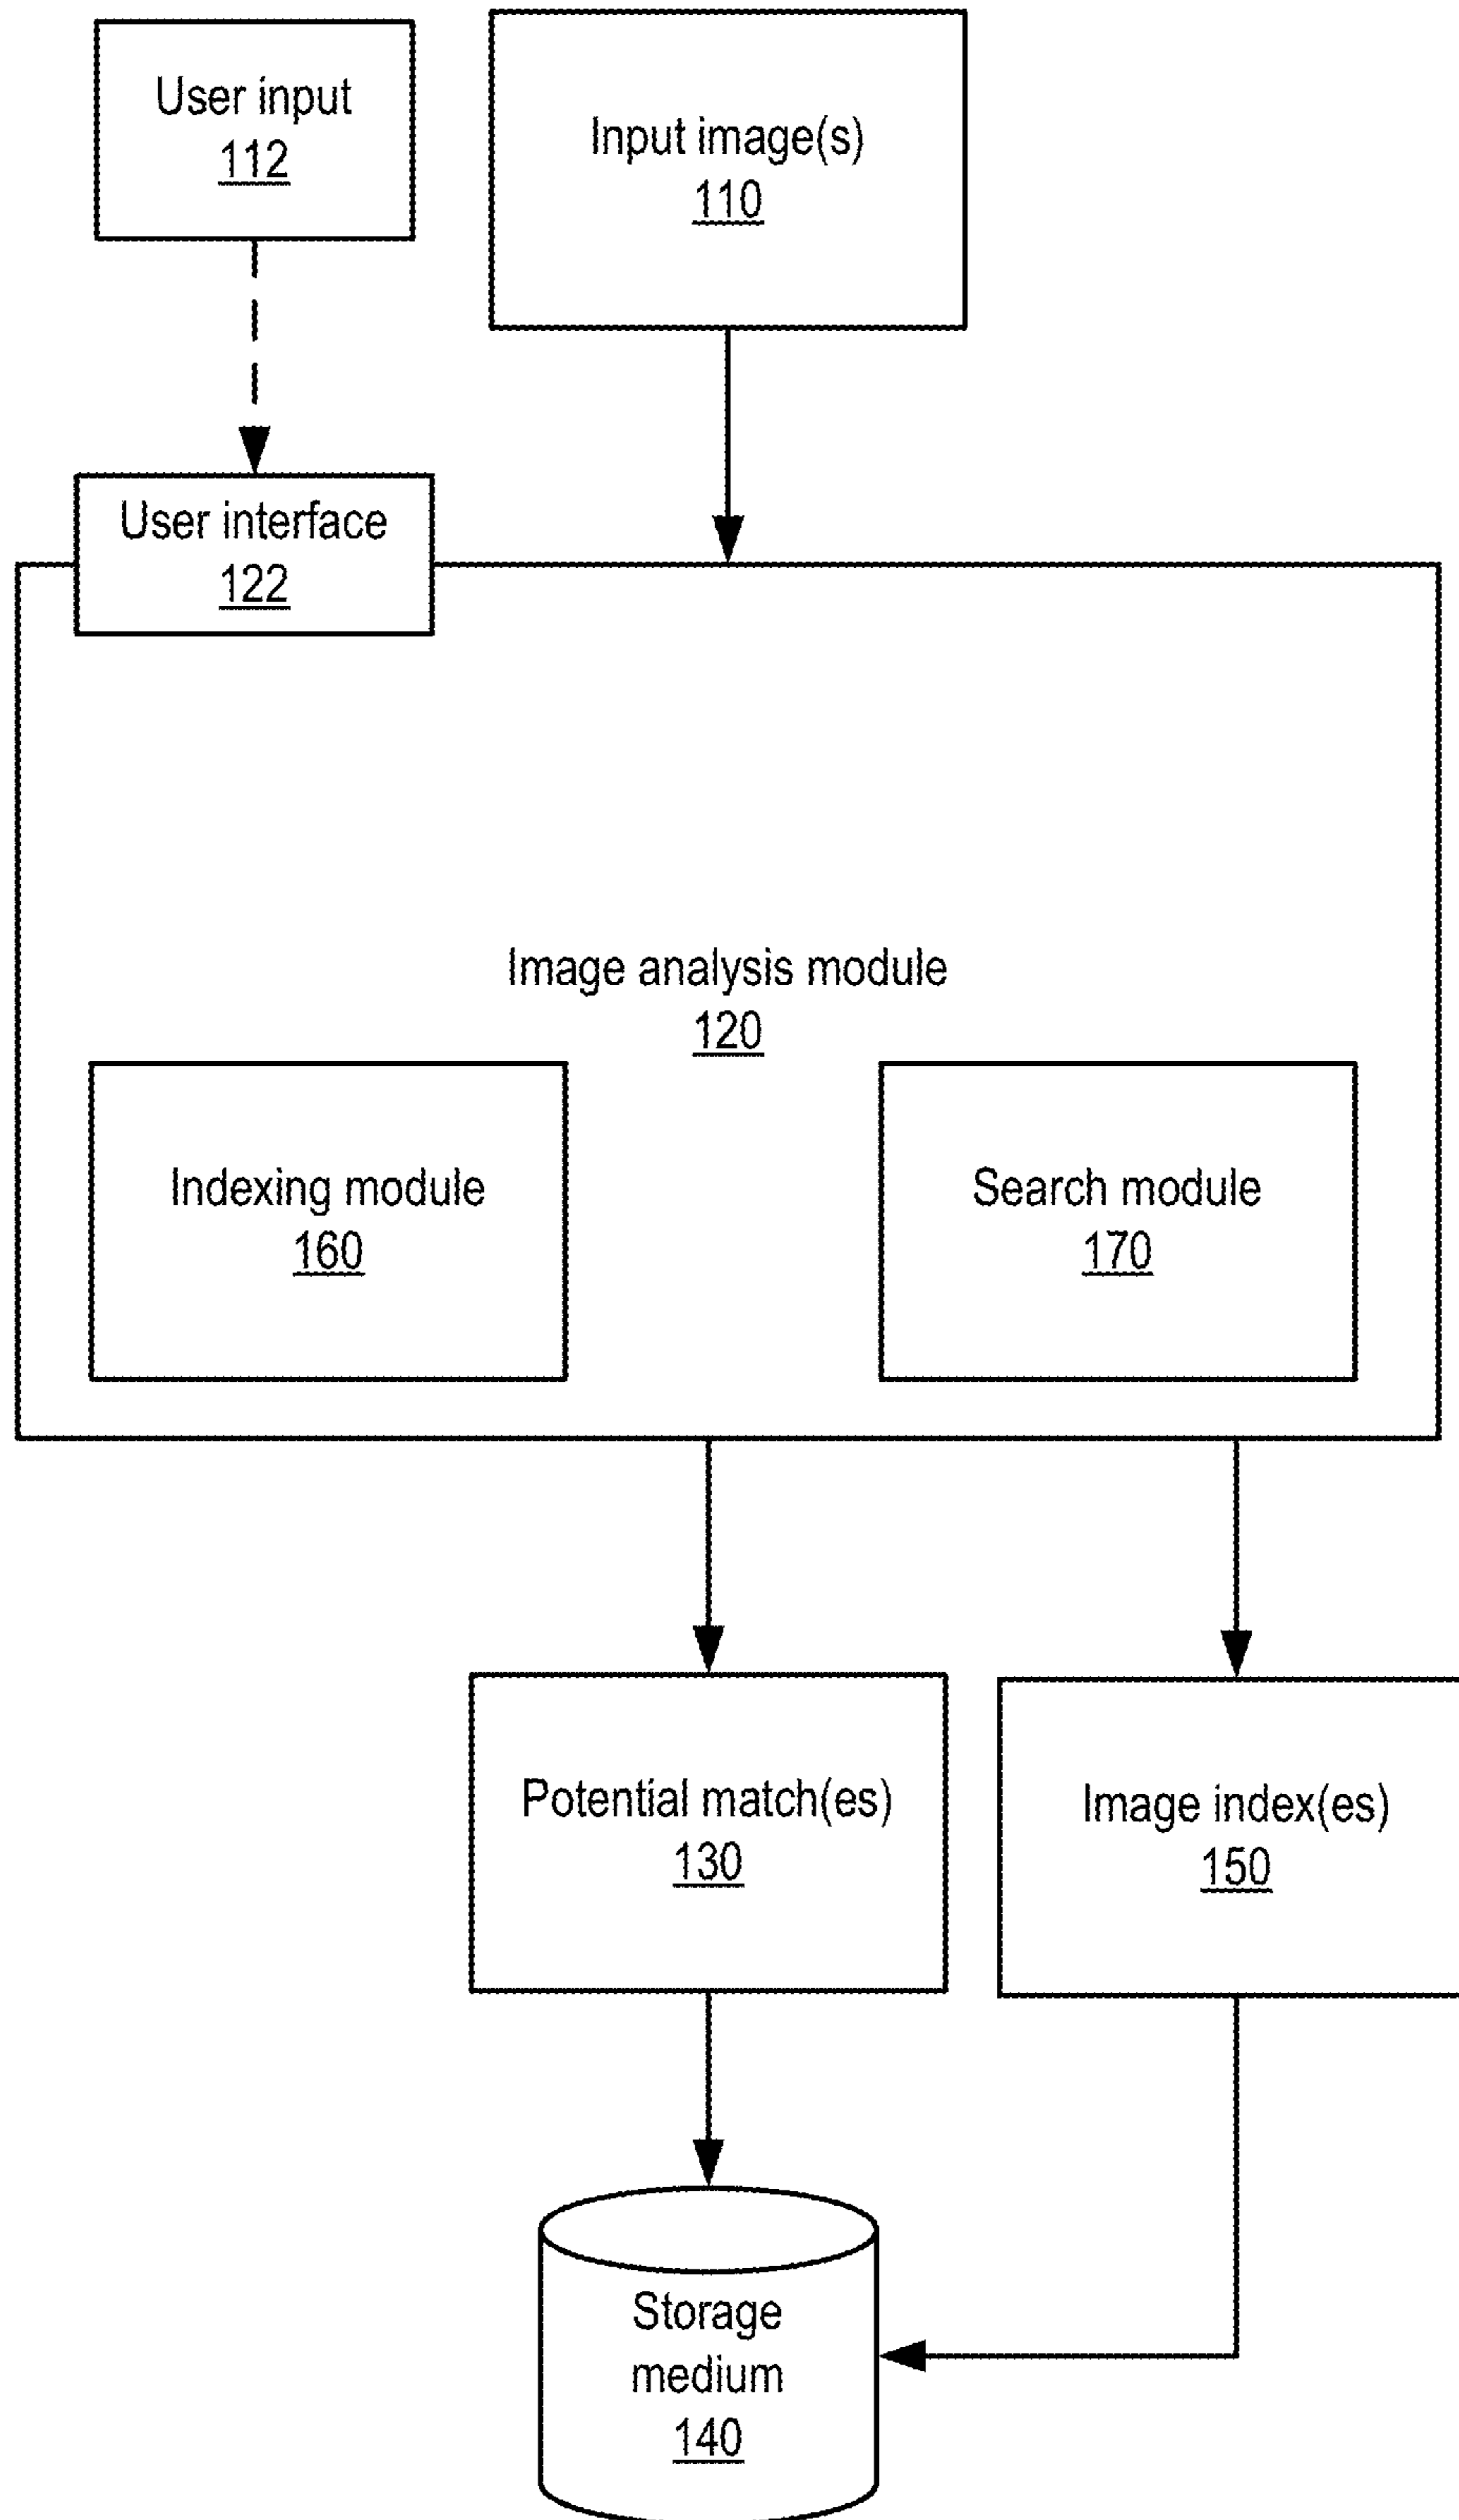 User input
112
Input image(s)
110
User interface
122
Image analysis module
120
Indexing module
160
Search module
170
Potential match(es)
130
Image index(es)
150
Storage
medium
140